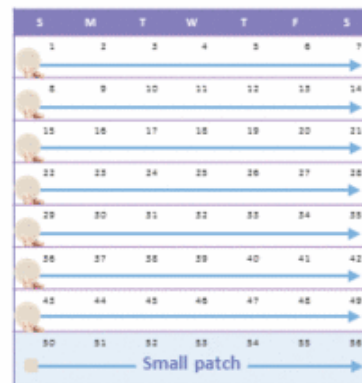 S M T W T F S
1 2 3 4 5 6 7
8 9 10 11 12 13 14
15 16 17 18 19 20 21
22 23 24 25 26 27 28
29 30 31 32 33 34 35
36 37 38 39 40 41 42
43 44 45 46 47 48 49
50 51 52 53 54 55 56
Small patch